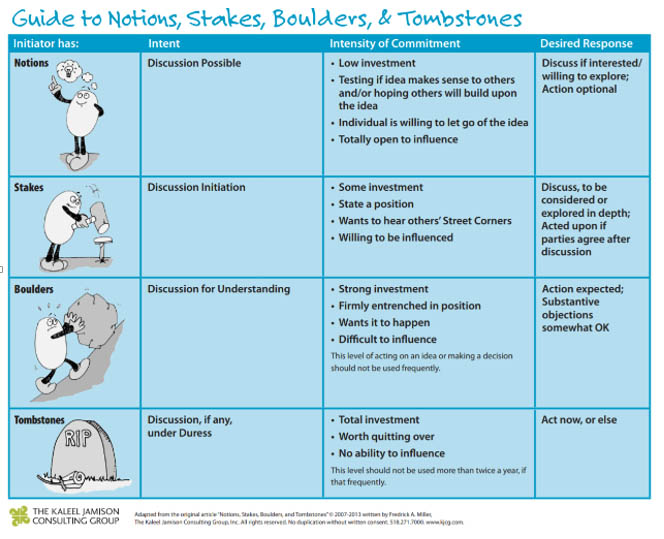 Guide to Notions, Stakes, Boulders, & Tombstones
Initiator has:
Intent
Intensity of Commitment
Desired Response
Notions
Discussion Possible
• Low investment
• Testing if idea makes sense to others
and/or hoping others will build upon
the idea
• Individual is willing to let go of the idea
• Totally open to influence
Discuss if interested/
willing to explore;
Action optional
Stakes
Discussion Initiation
• Some investment
• State a position
• Wants to hear others' Street Corners
• Willing to be influenced
Discuss, to be
considered or
explored in depth;
Acted upon if
parties agree after
discussion
Boulders
Discussion for Understanding
• Strong investment
• Firmly entrenched in position
• Wants it to happen
• Difficult to influence
This level of acting on an idea or making a decision
should not be used frequently.
Action expected;
Substantive
objections
somewhat OK
Tombstones
RIP
Discussion, if any,
under Duress
• Total investment
• Worth quitting over
• No ability to influence
This level should not be used more than twice a year, if
that frequently.
Act now, or else
THE KALEEL JAMISON
CONSULTING GROUP
Adapted from the original article "Notions, Stakes, Boulders, and Tombstones" © 2007-2013 written by Fredrick A. Miller,
The Kaleel Jamison Consulting Group, Inc. All rights reserved. No duplication without written consent. 518.271.7000. www.kjcg.com.